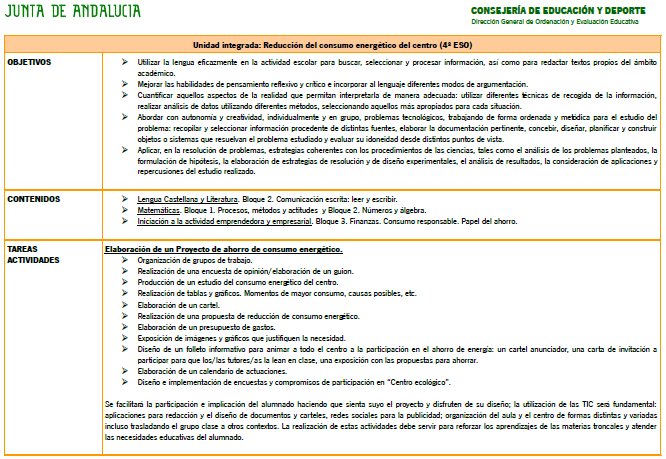 JUNTA DE ANDALUCIA
CONSEJERÍA DE EDUCACIÓN Y DEPORTE
Dirección General de Ordenación y Evaluación Educativa
Unidad integrada: Reducción del consumo energético del centro (4º ESO)
OBJETIVOS
➢ Utilizar la lengua eficazmente en la actividad escolar para buscar, seleccionar y procesar información, así como para redactar textos propios del ámbito
académico.
➢ Mejorar las habilidades de pensamiento reflexivo y crítico e incorporar al lenguaje diferentes modos de argumentación.
➢ Cuantificar aquellos aspectos de la realidad que permitan interpretarla de manera adecuada: utilizar diferentes técnicas de recogida de la información,
realizar análisis de datos utilizando diferentes métodos, seleccionando aquellos más apropiados para cada situación.
➢ Abordar con autonomía y creatividad, individualmente y en grupo, problemas tecnológicos, trabajando de forma ordenada y metódica para el estudio del
problema: recopilar y seleccionar información procedente de distintas fuentes, elaborar la documentación pertinente, concebir, diseñar, planificar y construir
objetos o sistemas que resuelvan el problema estudiado y evaluar su idoneidad desde distintos puntos de vista.
➢ Aplicar, en la resolución de problemas, estrategias coherentes con los procedimientos de las ciencias, tales como el análisis de los problemas planteados, la
formulación de hipótesis, la elaboración de estrategias de resolución y de diseño experimentales, el análisis de resultados, la consideración de aplicaciones y
repercusiones del estudio realizado.
CONTENIDOS
➢ Lengua Castellana y Literatura. Bloque 2. Comunicación escrita: leer y escribir.
➢ Matemáticas. Bloque 1. Procesos, métodos y actitudes y Bloque 2. Números y álgebra.
➢ Iniciación a la actividad emprendedora y empresarial. Bloque 3. Finanzas. Consumo responsable. Papel del ahorro.
TAREAS
ACTIVIDADES
Elaboración de un Proyecto de ahorro de consumo energético.
➢ Organización de grupos de trabajo.
➢ Realización de una encuesta de opinión/elaboración de un guion.
➢ Producción de un estudio del consumo energético del centro.
➢ Realización de tablas y gráficos. Momentos de mayor consumo, causas posibles, etc.
➢ Elaboración de un cartel.
➢ Realización de una propuesta de reducción de consumo energético.
➢ Elaboración de un presupuesto de gastos.
➢ Exposición de imágenes y gráficos que justifiquen la necesidad.
➢ Diseño de un folleto informativo para animar a todo el centro a la participación en el ahorro de energía: un cartel anunciador, una carta de invitación a
participar para que los/las tutores/as la lean en clase, una exposición con las propuestas para ahorrar.
➢ Elaboración de un calendario de actuaciones.
➢ Diseño e implementación de encuestas y compromisos de participación en "Centro ecológico".
Se facilitará la participación e implicación del alumnado haciendo que sienta suyo el proyecto y disfruten de su diseño; la utilización de las TIC será fundamental:
aplicaciones para redacción y el diseño de documentos y carteles, redes sociales para la publicidad; organización del aula y el centro de formas distintas y variadas
incluso trasladando el grupo clase a otros contextos. La realización de estas actividades debe servir para reforzar los aprendizajes de las materias troncales y atender
las necesidades educativas del alumnado.